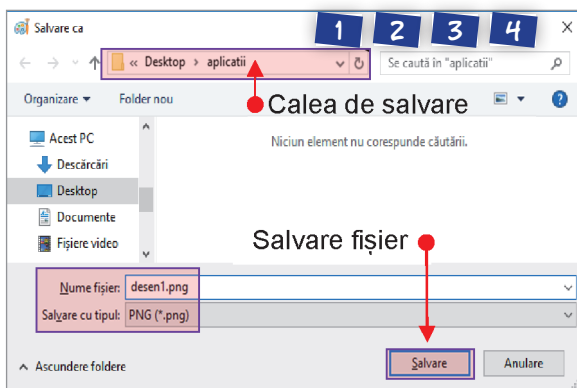 Salvare ca
1 2 3 4
« Desktop › aplicatii
Se caută în "aplicatii"
Organizare Folder nou
Calea de salvare
Acest PC
Niciun element nu corespunde căutării.
Descărcări
Desktop
Documente
Fișiere video
Salvare fișier
Nume fișier: desen1.png
Salvare cu tipul: PNG (*.png)
Ascundere foldere
Salvare
Anulare